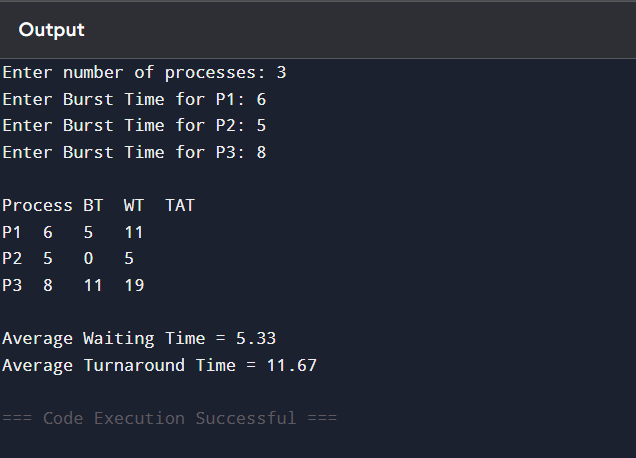 Output
Enter number of processes: 3
Enter Burst Time for P1: 6
Enter Burst Time for P2: 5
Enter Burst Time for P3: 8
Process BT  WT  TAT
P1  6   5   11
P2  5   0   5
P3  8   11  19
Average Waiting Time = 5.33
Average Turnaround Time = 11.67
=== Code Execution Successful ===